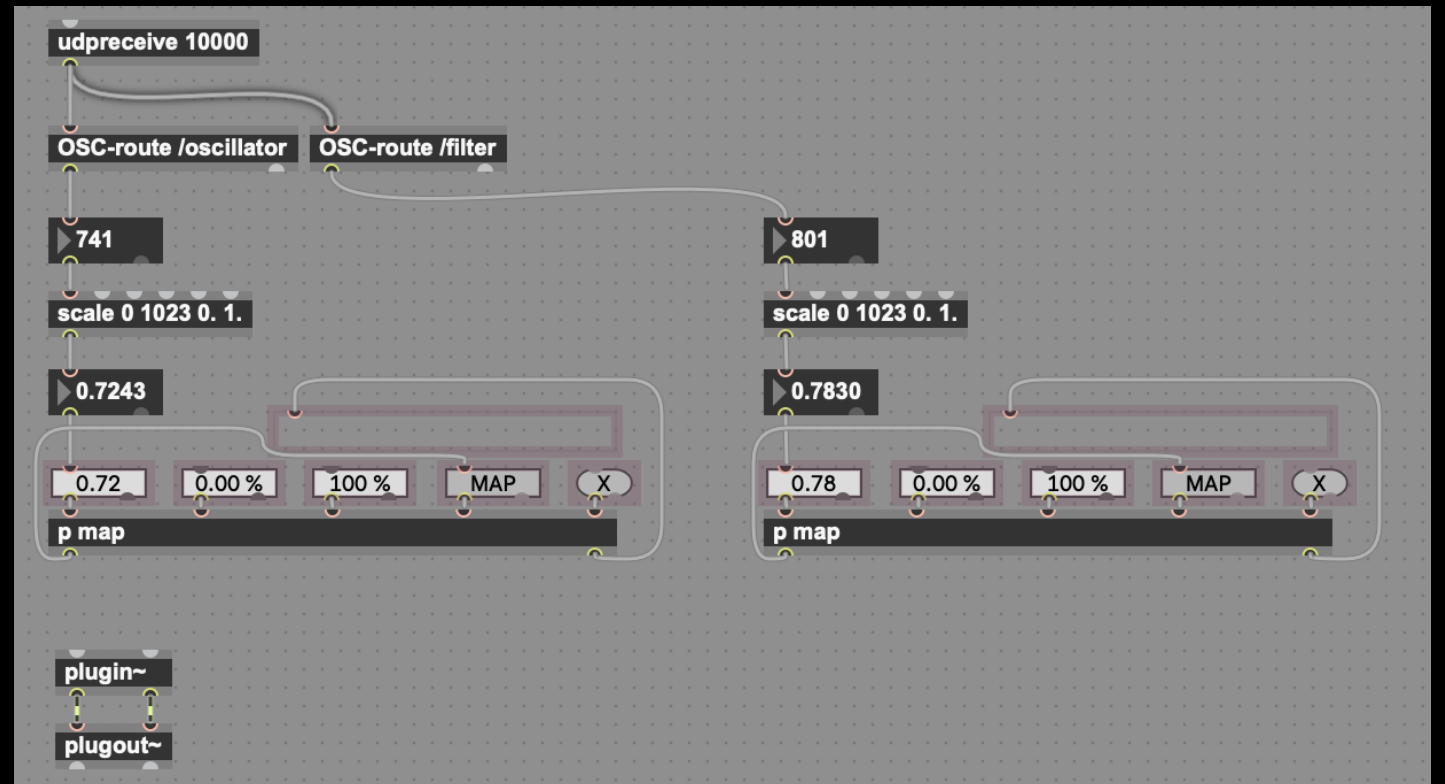 udpreceive 10000
OSC-route /oscillator OSC-route /filter
741 801
scale 0 1023 0. 1. scale 0 1023 0. 1.
0.7243 0.7830
0.72 0.00 % 100 % MAP X 0.78 0.00 % 100 % MAP X
p map p map
plugin~
plugout~